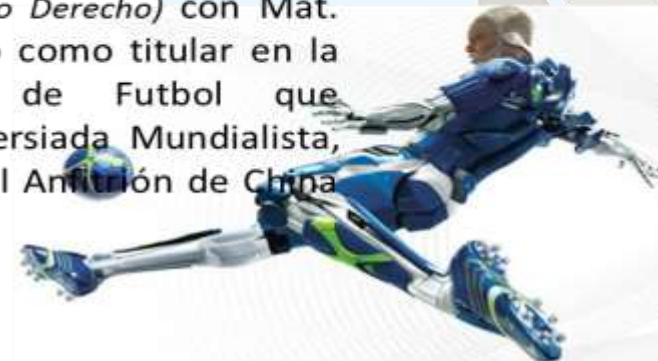 o Derecho) con Mat.
o como titular en la
de Futbol que
ersiada Mundialista,
l Anfitrión de China